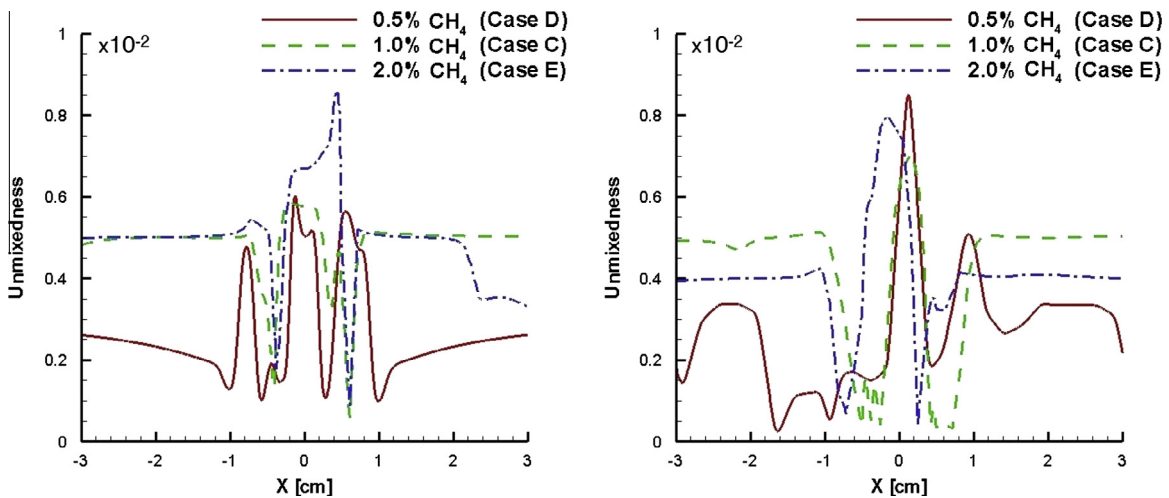 0.5% CH4 (Case D)
1.0% CH4 (Case C)
2.0% CH4 (Case E)
x10-2
1
0.8
0.6
0.4
0.2
0
Unmixedness
-3 -2 -1 0 1 2 3
X [cm]
0.5% CH4 (Case D)
1.0% CH4 (Case C)
2.0% CH4 (Case E)
x10-2
1
0.8
0.6
0.4
0.2
0
Unmixedness
-3 -2 -1 0 1 2 3
X [cm]